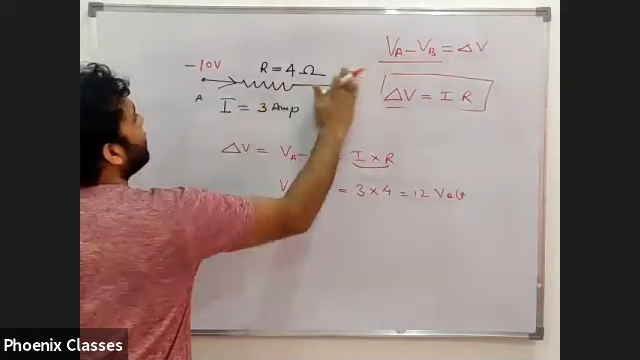 -10V
R = 4 Ω
A
I = 3 Amp
VA - VB = ΔV
ΔV = I R
ΔV = VA - = I × R
V = 3 × 4 = 12 Volt
Phoenix Classes